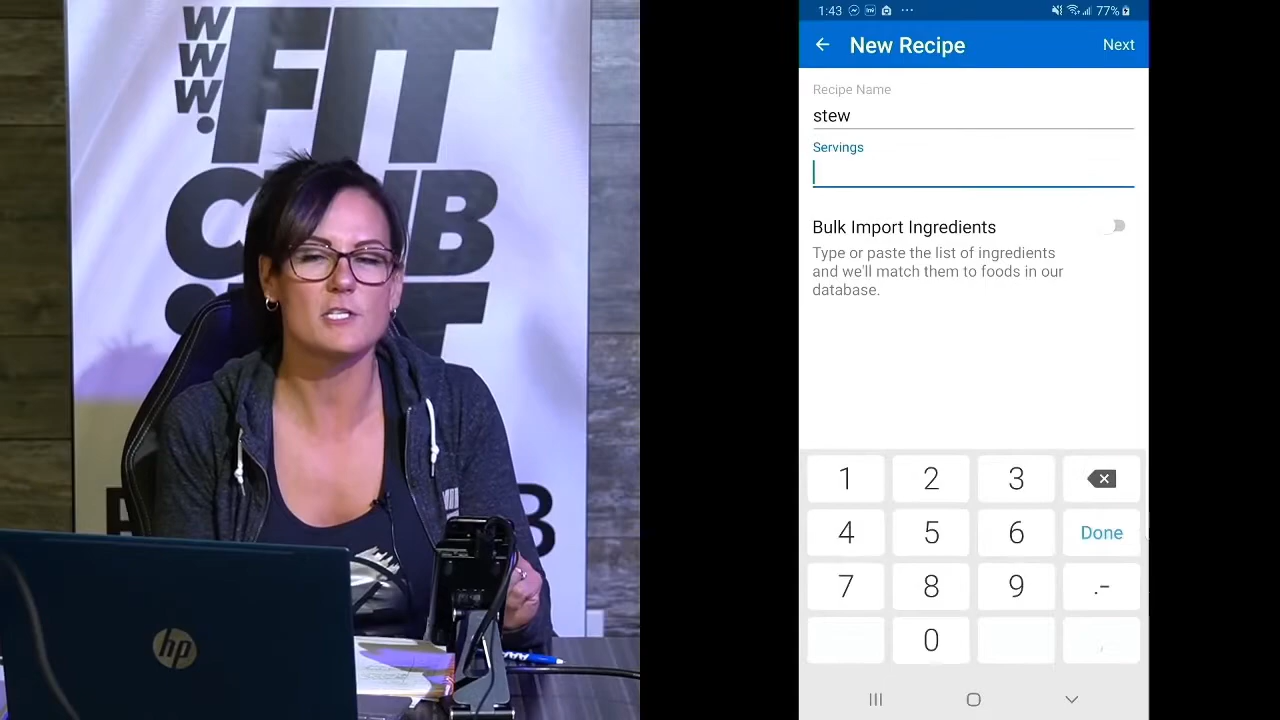 WWW.
FIT
CLUB
hp
1:43
77%
New Recipe
Next
Recipe Name
stew
Servings
Bulk Import Ingredients
Type or paste the list of ingredients
and we'll match them to foods in our
database.
1 2 3
4 5 6 Done
7 8 9 .-
0 ,